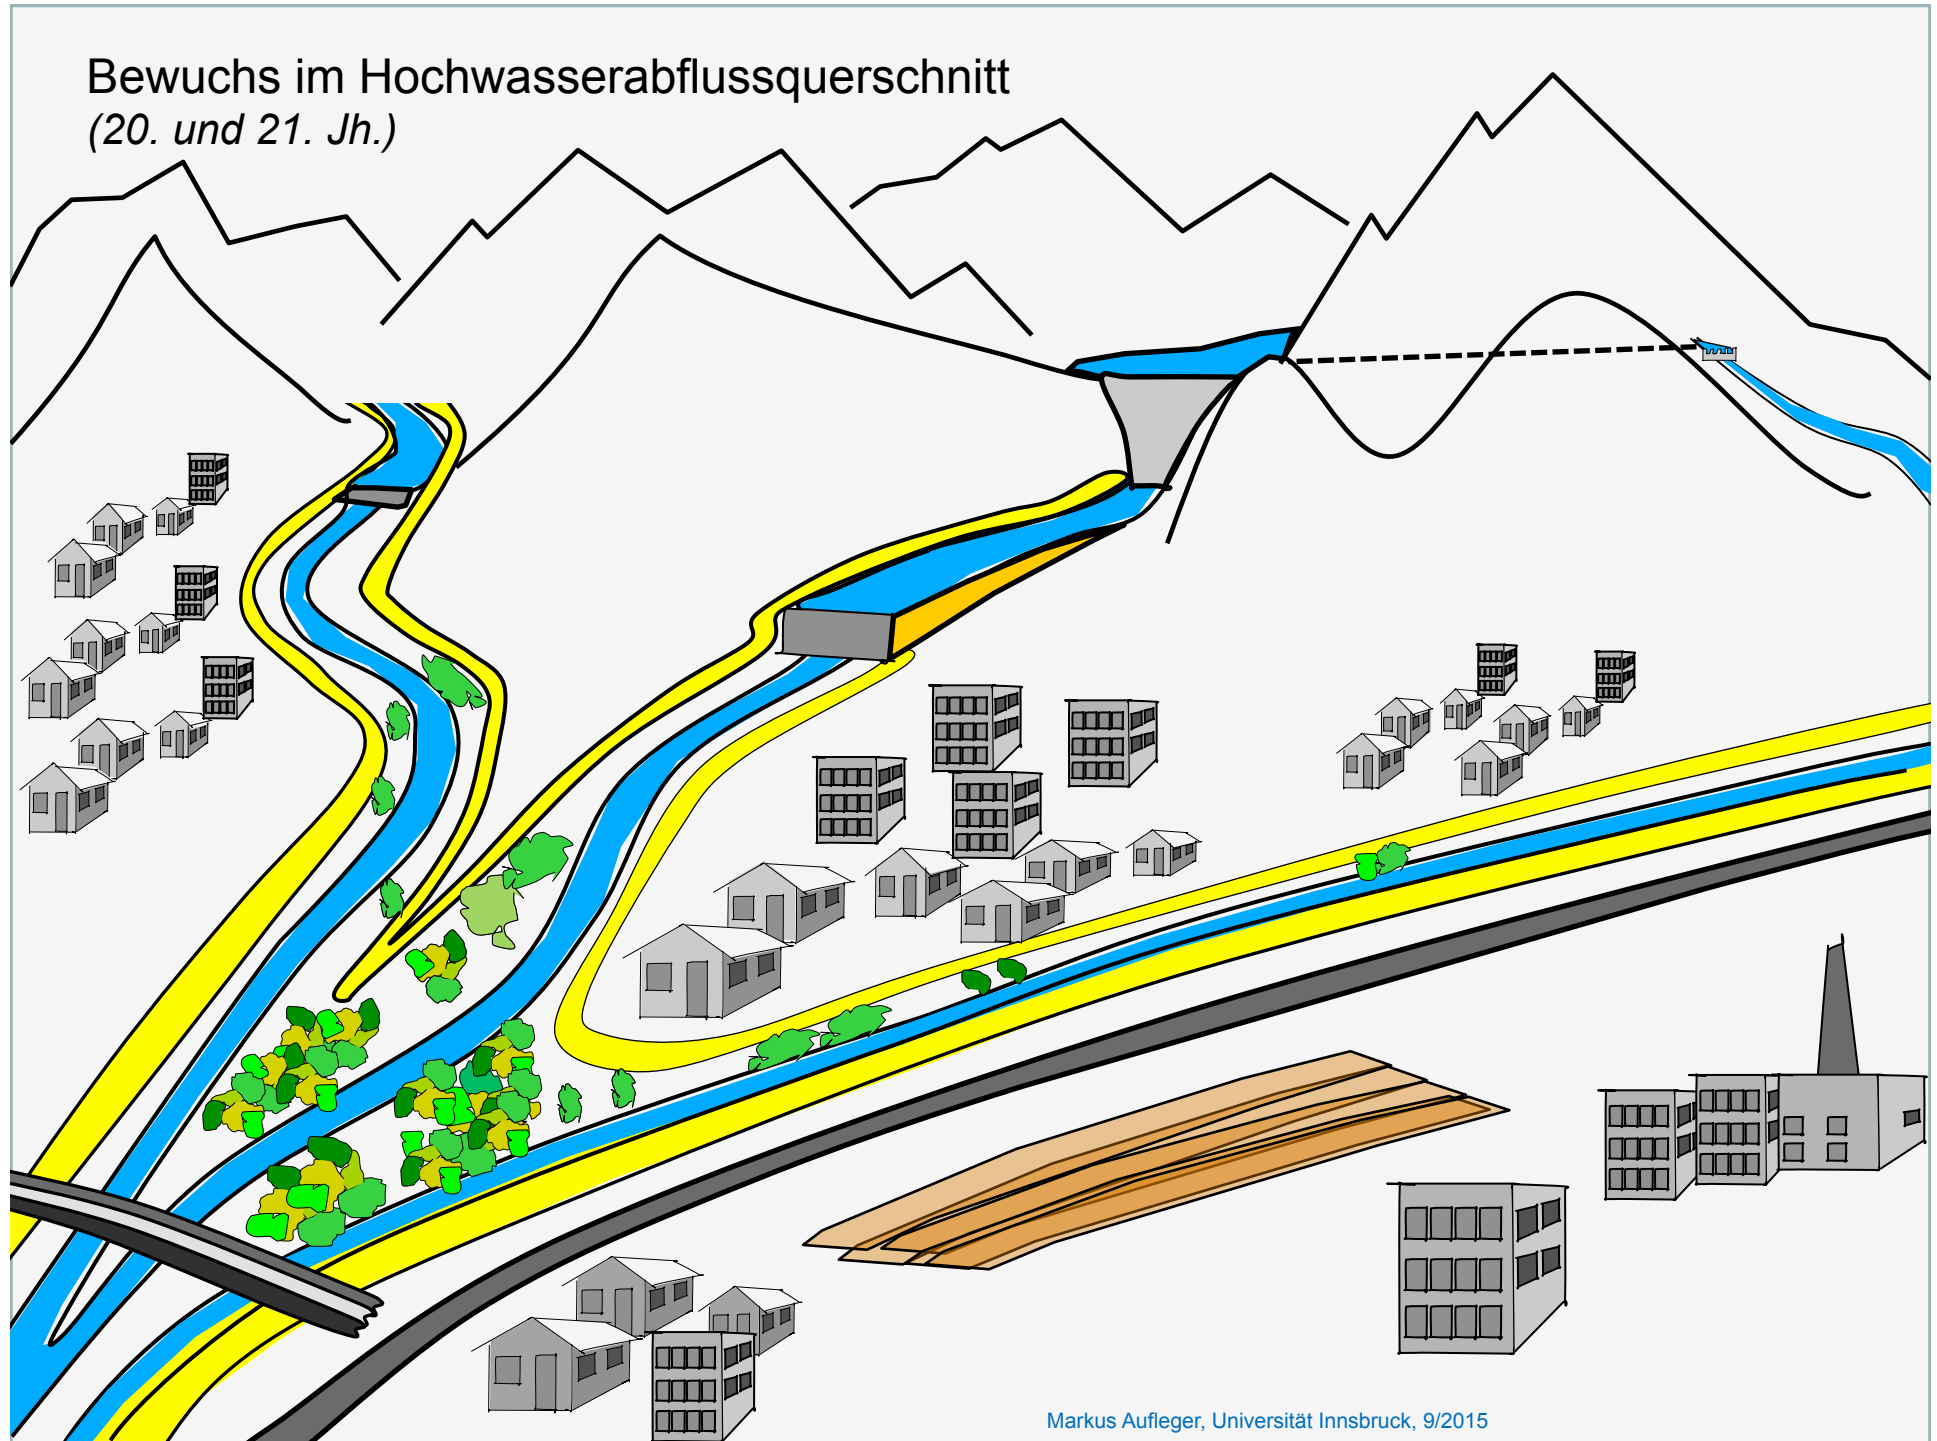 Bewuchs im Hochwasserabflussquerschnitt
(20. und 21. Jh.)
Markus Aufleger, Universität Innsbruck, 9/2015